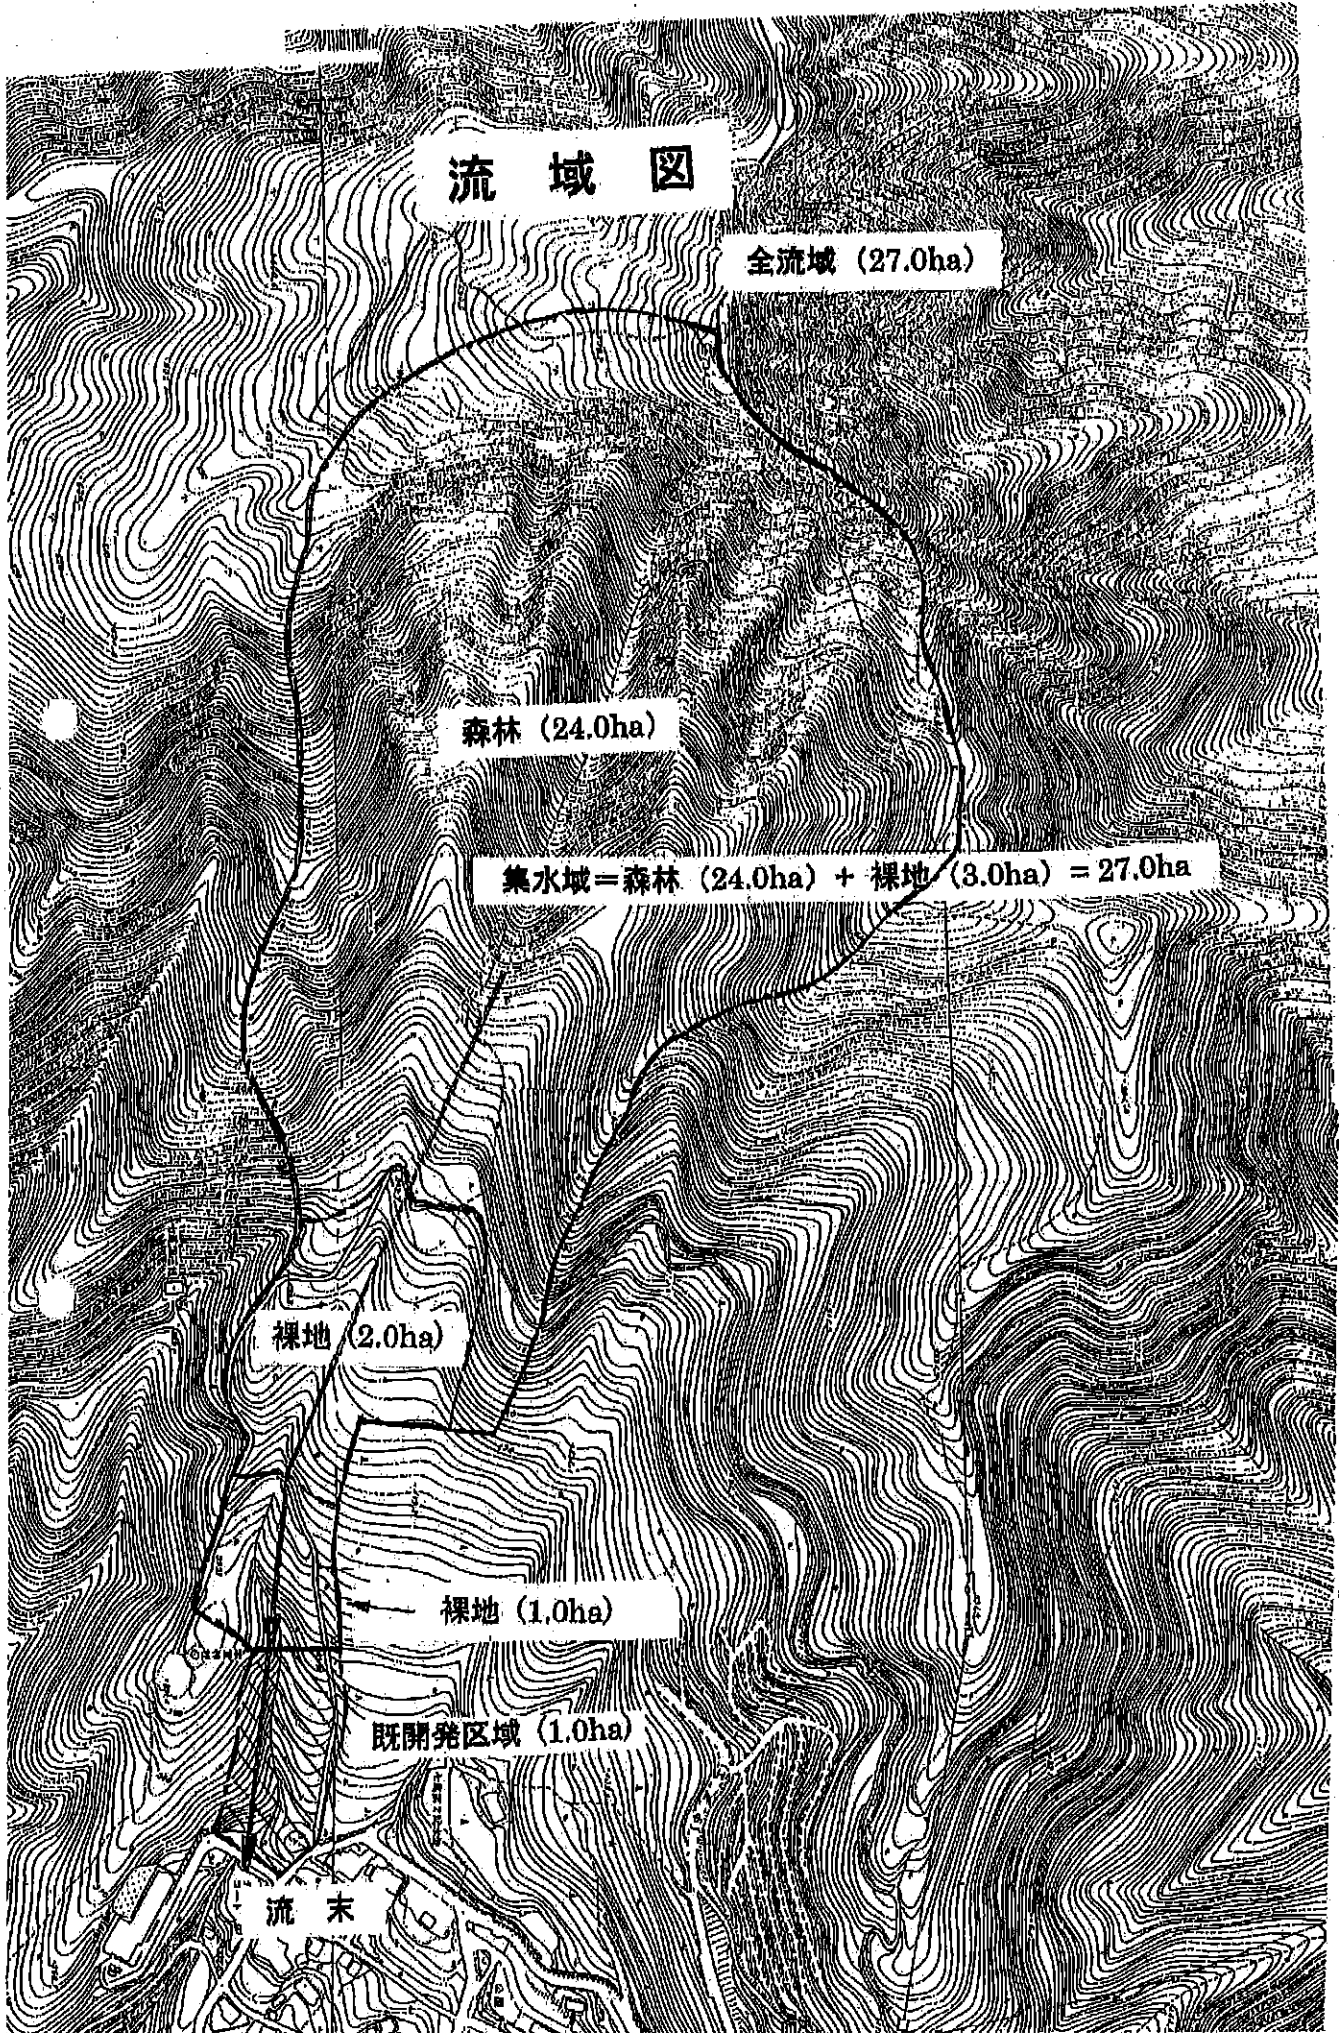 流域図
全流域 (27.0ha)
森林 (24.0ha)
集水域=森林 (24.0ha) + 裸地 (3.0ha) = 27.0ha
裸地 (2.0ha)
裸地 (1.0ha)
既開発区域 (1.0ha)
流末